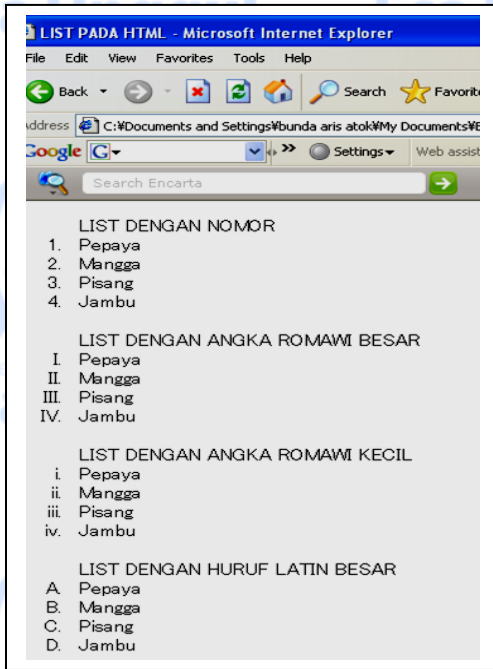 LIST PADA HTML - Microsoft Internet Explorer
File Edit View Favorites Tools Help
Back Search Favorite
Address C:¥Documents and Settings¥bunda aris atok¥My Documents¥
Google G Settings Web assist
Search Encarta
LIST DENGAN NOMOR
1. Pepaya
2. Mangga
3. Pisang
4. Jambu
LIST DENGAN ANGKA ROMAWI BESAR
I. Pepaya
II. Mangga
III. Pisang
IV. Jambu
LIST DENGAN ANGKA ROMAWI KECIL
i. Pepaya
ii. Mangga
iii. Pisang
iv. Jambu
LIST DENGAN HURUF LATIN BESAR
A. Pepaya
B. Mangga
C. Pisang
D. Jambu